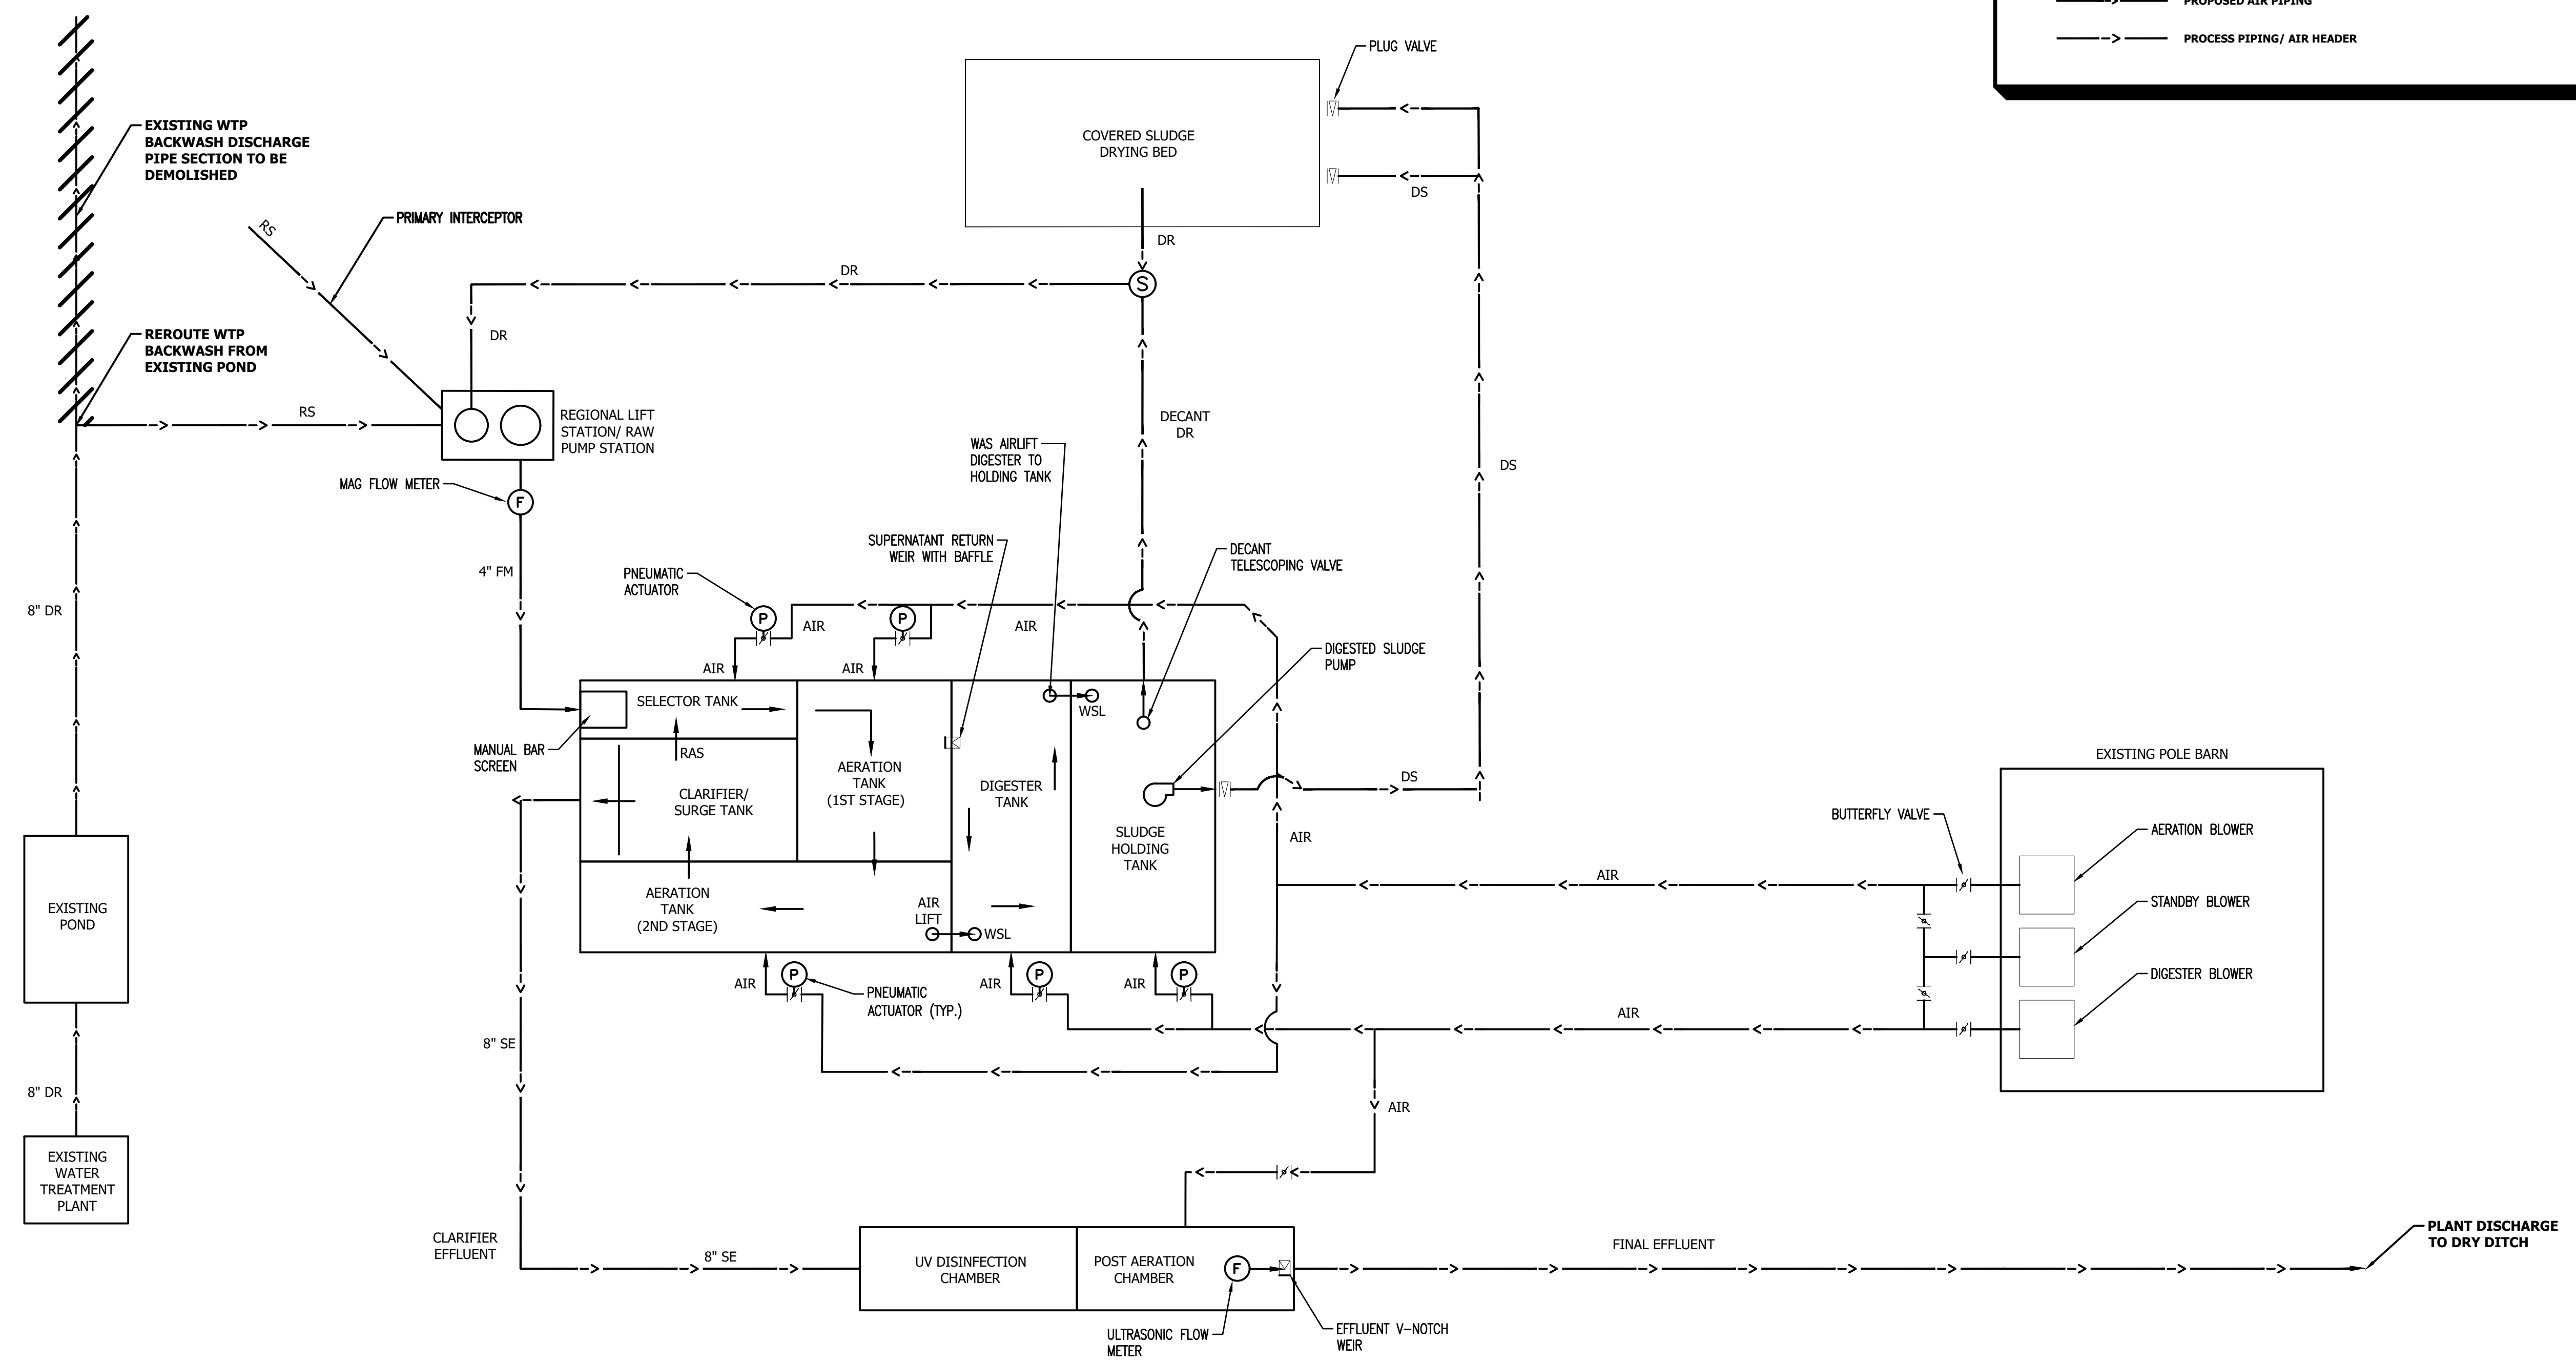 PROPOSED AIR PIPING
PROCESS PIPING/ AIR HEADER
PLUG VALVE
COVERED SLUDGE
DRYING BED
EXISTING WTP
BACKWASH DISCHARGE
PIPE SECTION TO BE
DEMOLISHED
DS
RS
PRIMARY INTERCEPTOR
DR
S
DR
DR
REROUTE WTP
BACKWASH FROM
EXISTING POND
RS
REGIONAL LIFT
STATION/ RAW
PUMP STATION
DECANT
DR
WAS AIRLIFT
DIGESTER TO
HOLDING TANK
DS
MAG FLOW METER
F
SUPERNATANT RETURN
WEIR WITH BAFFLE
DECANT
TELESCOPING VALVE
4" FM
PNEUMATIC
ACTUATOR
8" DR
P
P
AIR
AIR
DIGESTED SLUDGE
PUMP
AIR
AIR
SELECTOR TANK
WSL
MANUAL BAR
SCREEN
RAS
AERATION
TANK
(1ST STAGE)
DIGESTER
TANK
CLARIFIER/
SURGE TANK
DS
EXISTING POLE BARN
BUTTERFLY VALVE
AERATION BLOWER
SLUDGE
HOLDING
TANK
AIR
AIR
STANDBY BLOWER
EXISTING
POND
AERATION
TANK
(2ND STAGE)
AIR
LIFT
WSL
DIGESTER BLOWER
AIR
P
AIR
P
AIR
P
PNEUMATIC
ACTUATOR (TYP.)
AIR
8" SE
8" DR
AIR
EXISTING
WATER
TREATMENT
PLANT
CLARIFIER
EFFLUENT
8" SE
UV DISINFECTION
CHAMBER
POST AERATION
CHAMBER
F
FINAL EFFLUENT
PLANT DISCHARGE
TO DRY DITCH
ULTRASONIC FLOW
METER
EFFLUENT V-NOTCH
WEIR